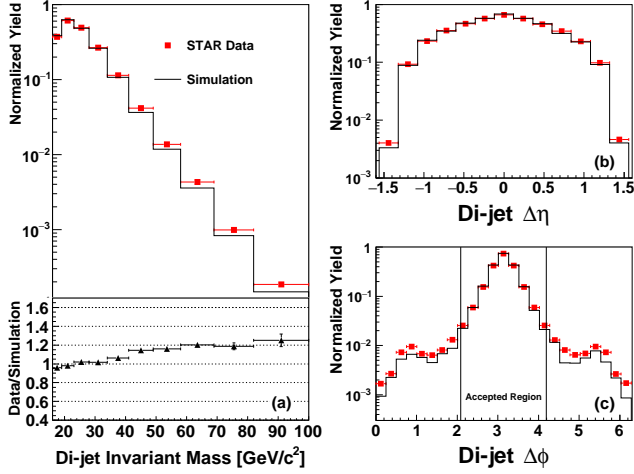 Normalized Yield
10⁻¹
10⁻²
10⁻³
STAR Data
Simulation
Data/Simulation
1.6
1.4
1.2
1
0.8
0.6
0.4
(a)
20 30 40 50 60 70 80 90 100
Di-jet Invariant Mass [GeV/c²]
Normalized Yield
1
10⁻¹
10⁻²
10⁻³
(b)
−1.5 −1 −0.5 0 0.5 1 1.5
Di-jet Δη
Normalized Yield
1
10⁻¹
10⁻²
10⁻³
Accepted Region
(c)
0 1 2 3 4 5 6
Di-jet Δϕ